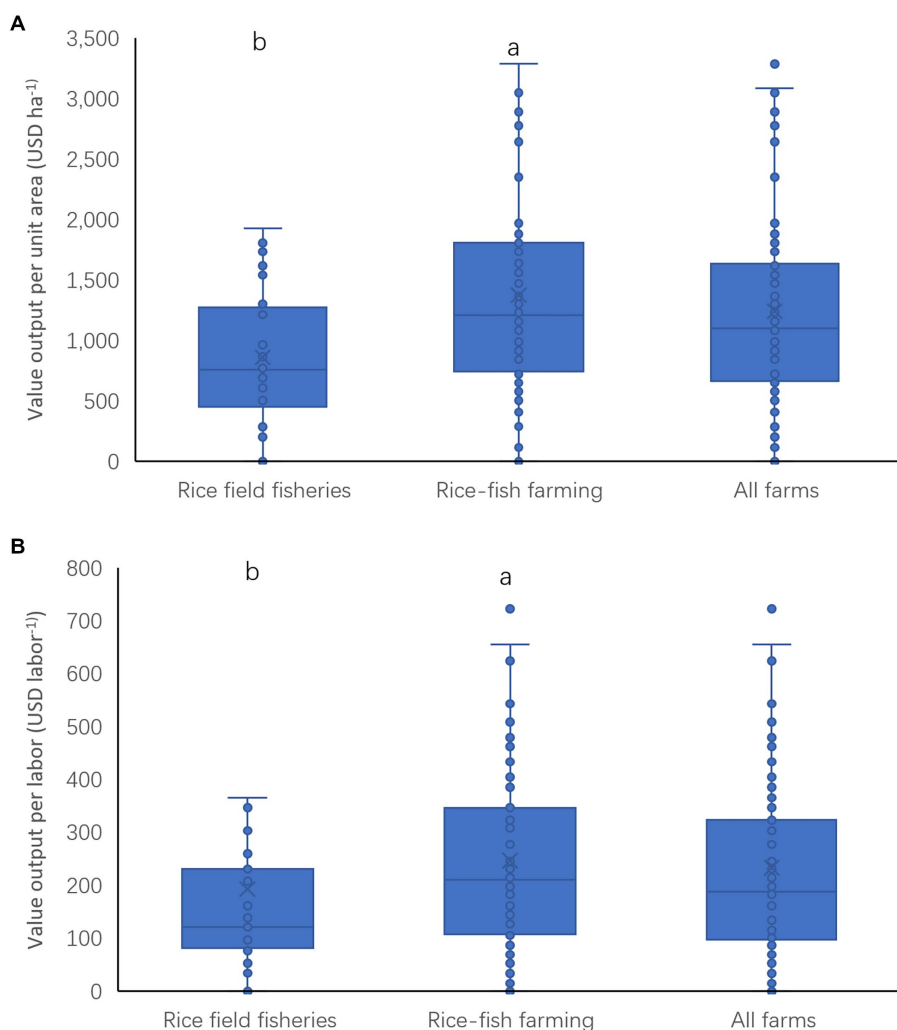 A
3,500
b
a
3,000
2,500
2,000
1,500
1,000
500
0
Value output per unit area (USD ha⁻¹)
Rice field fisheries
Rice-fish farming
All farms
B
800
b
a
700
600
500
400
300
200
100
0
Value output per labor (USD labor⁻¹))
Rice field fisheries
Rice-fish farming
All farms